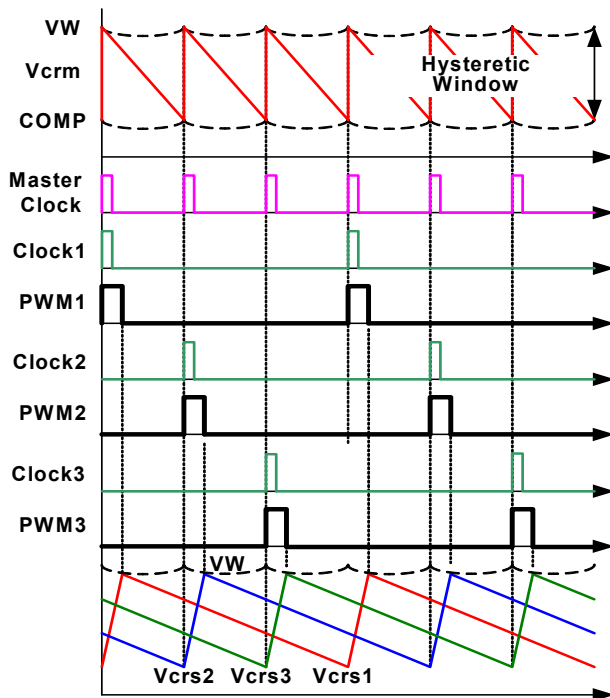 VW
Vcrm
Hysteretic
Window
COMP
Master
Clock
Clock1
PWM1
Clock2
PWM2
Clock3
PWM3
VW
Vcrs2 Vcrs3 Vcrs1